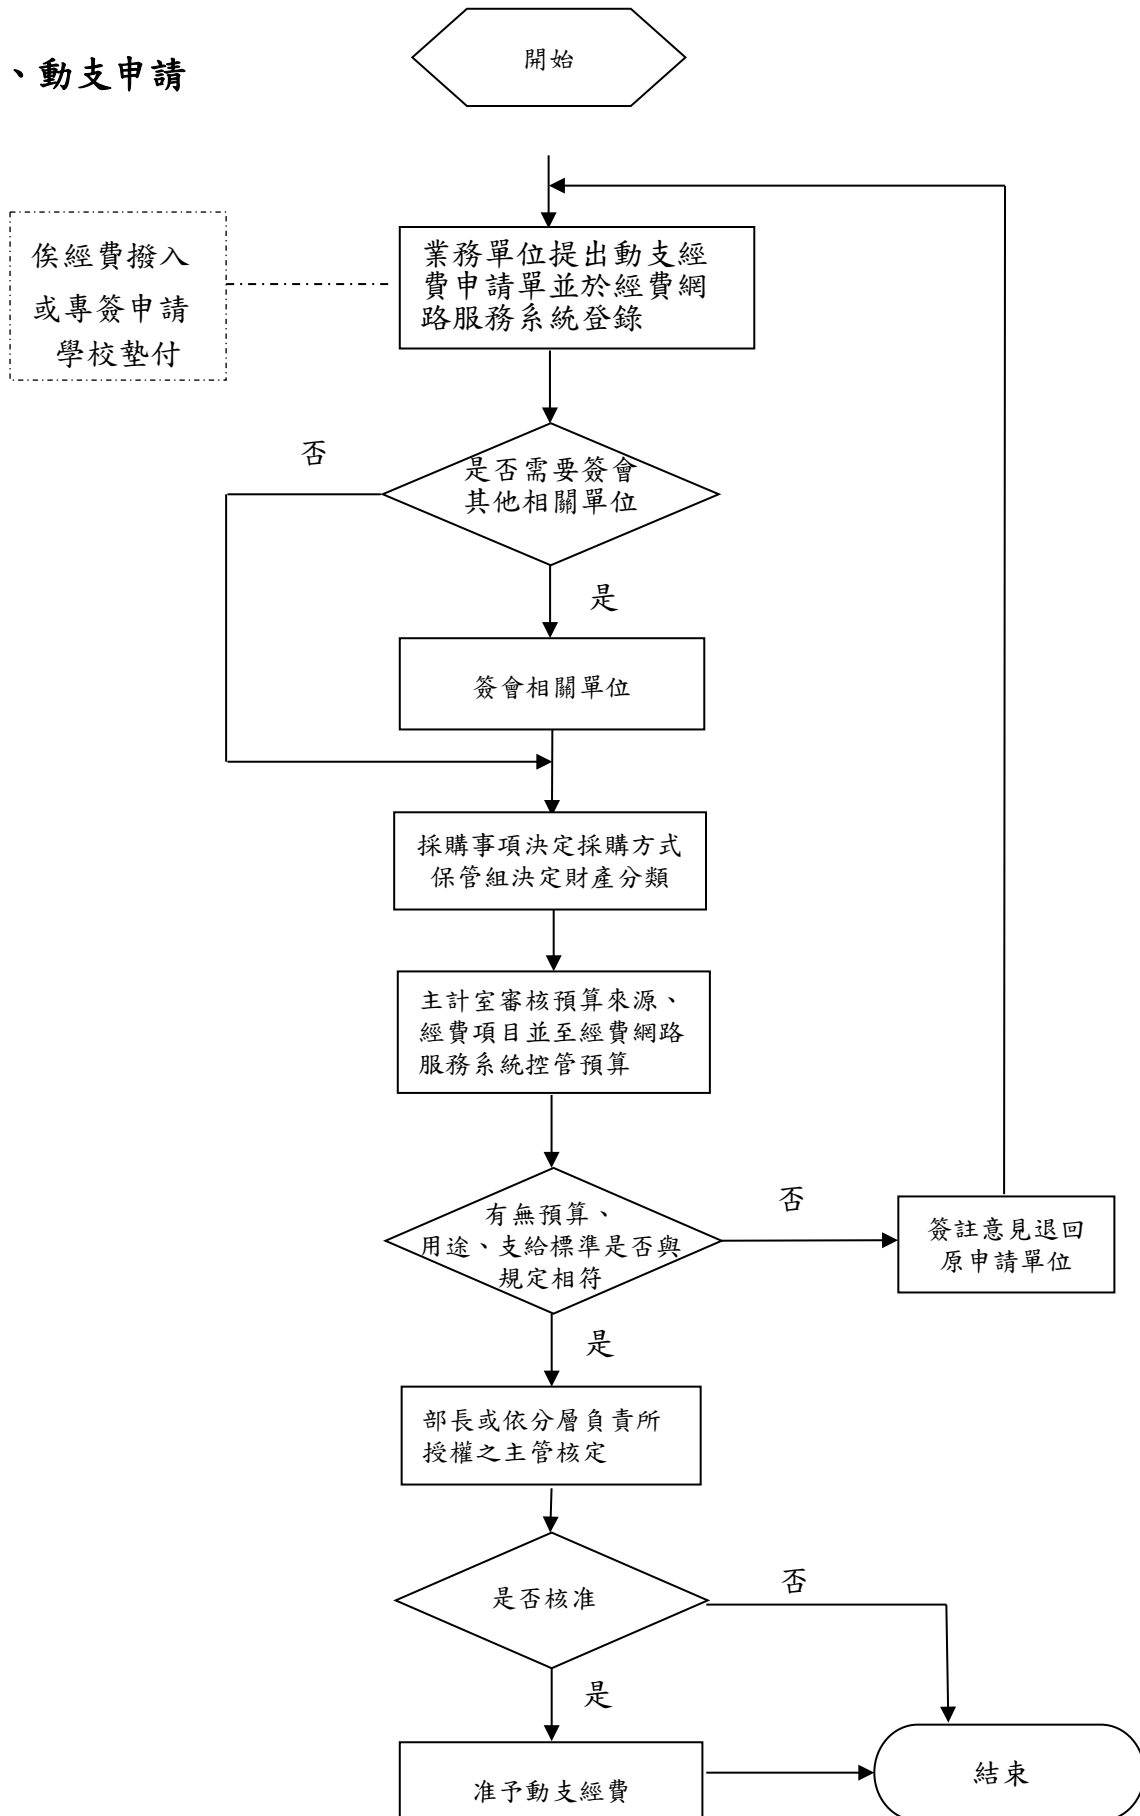 開始
、動支申請
俟經費撥入
或專簽申請
學校墊付
業務單位提出動支經
費申請單並於經費網
路服務系統登錄
否
是否需要簽會
其他相關單位
是
簽會相關單位
採購事項決定採購方式
保管組決定財產分類
主計室審核預算來源、
經費項目並至經費網路
服務系統控管預算
有無預算、
用途、支給標準是否與
規定相符
否
簽註意見退回
原申請單位
是
部長或依分層負責所
授權之主管核定
是否核准
否
是
准予動支經費
結束